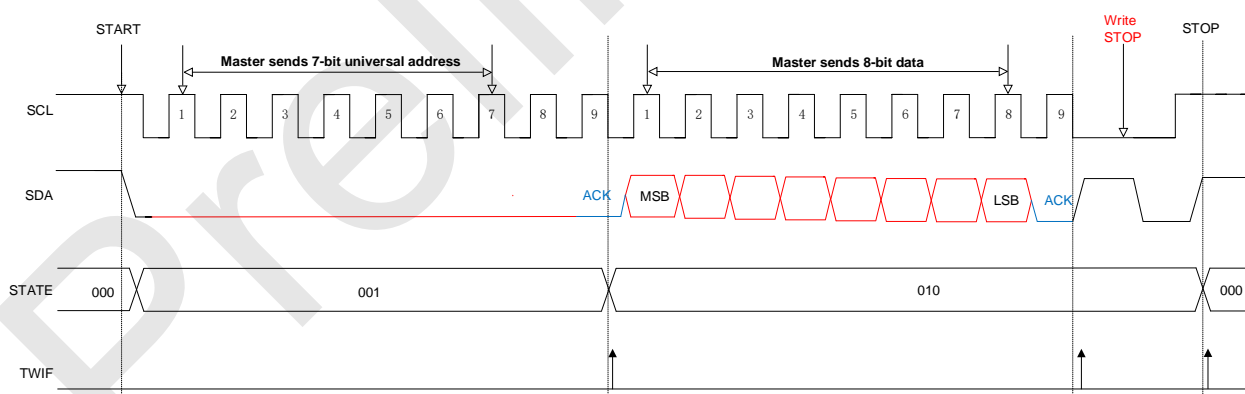 START
Write
STOP
STOP
Master sends 7-bit universal address
Master sends 8-bit data
SCL
1 2 3 4 5 6 7 8 9 1 2 3 4 5 6 7 8 9
SDA
ACK MSB LSB ACK
STATE
000 001 010 000
TWIF